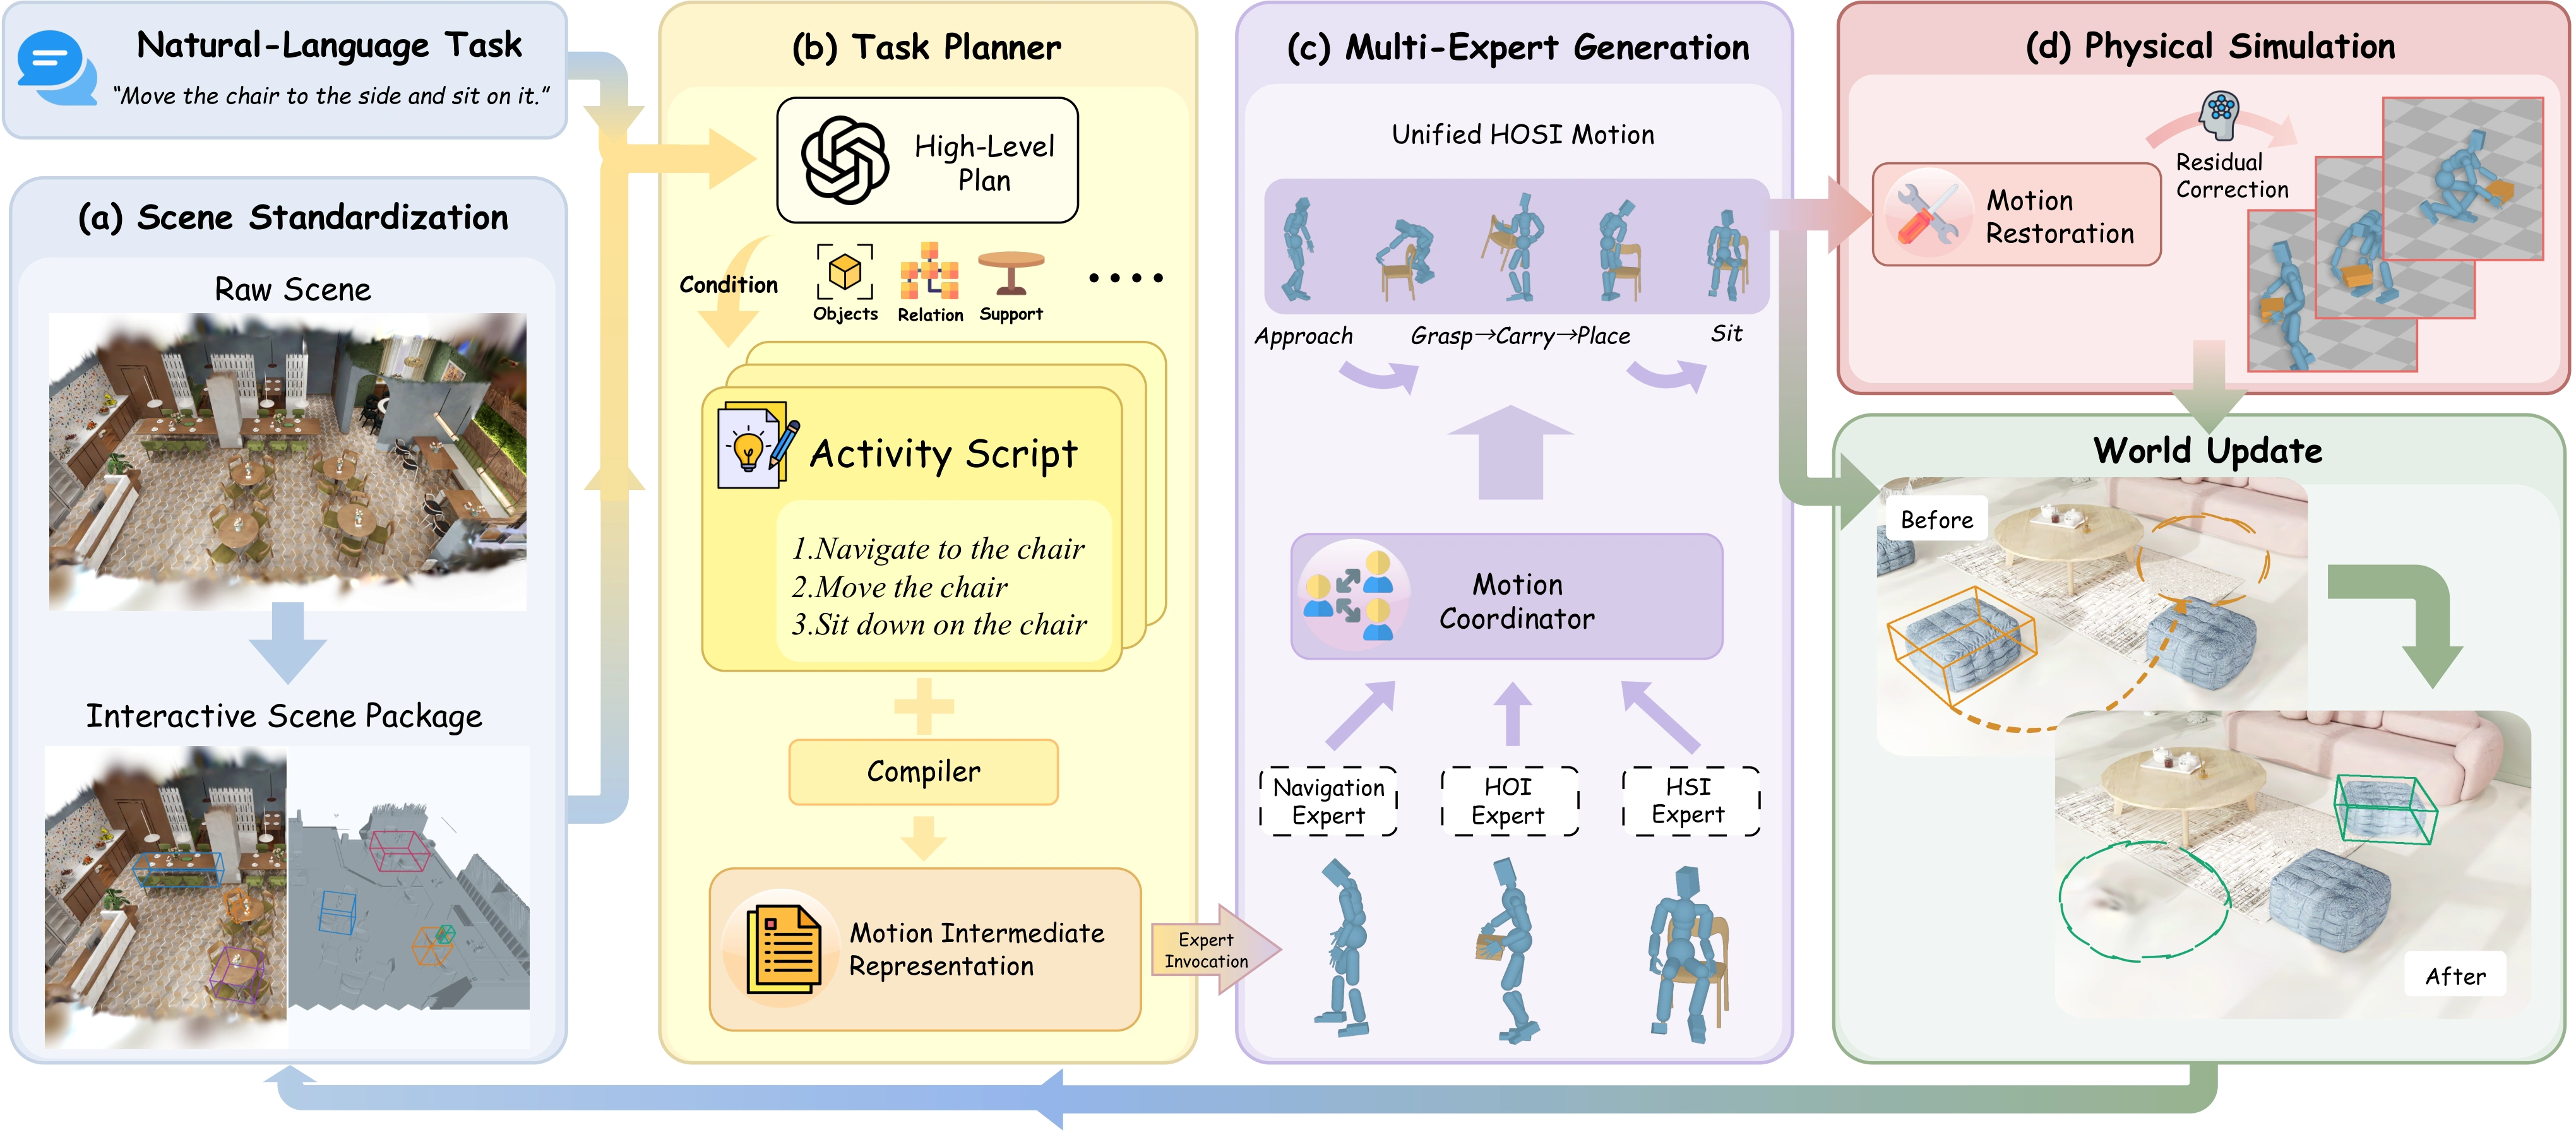 Natural-Language Task
“Move the chair to the side and sit on it.”
(a) Scene Standardization
Raw Scene
Interactive Scene Package
(b) Task Planner
High-Level
Plan
Condition
Objects
Relation
Support
Activity Script
1.Navigate to the chair
2.Move the chair
3.Sit down on the chair
Compiler
Motion Intermediate
Representation
Expert
Invocation
(c) Multi-Expert Generation
Unified HOSI Motion
Approach
Grasp→Carry→Place
Sit
Motion
Coordinator
Navigation
Expert
HOI
Expert
HSI
Expert
(d) Physical Simulation
Motion
Restoration
Residual
Correction
World Update
Before
After